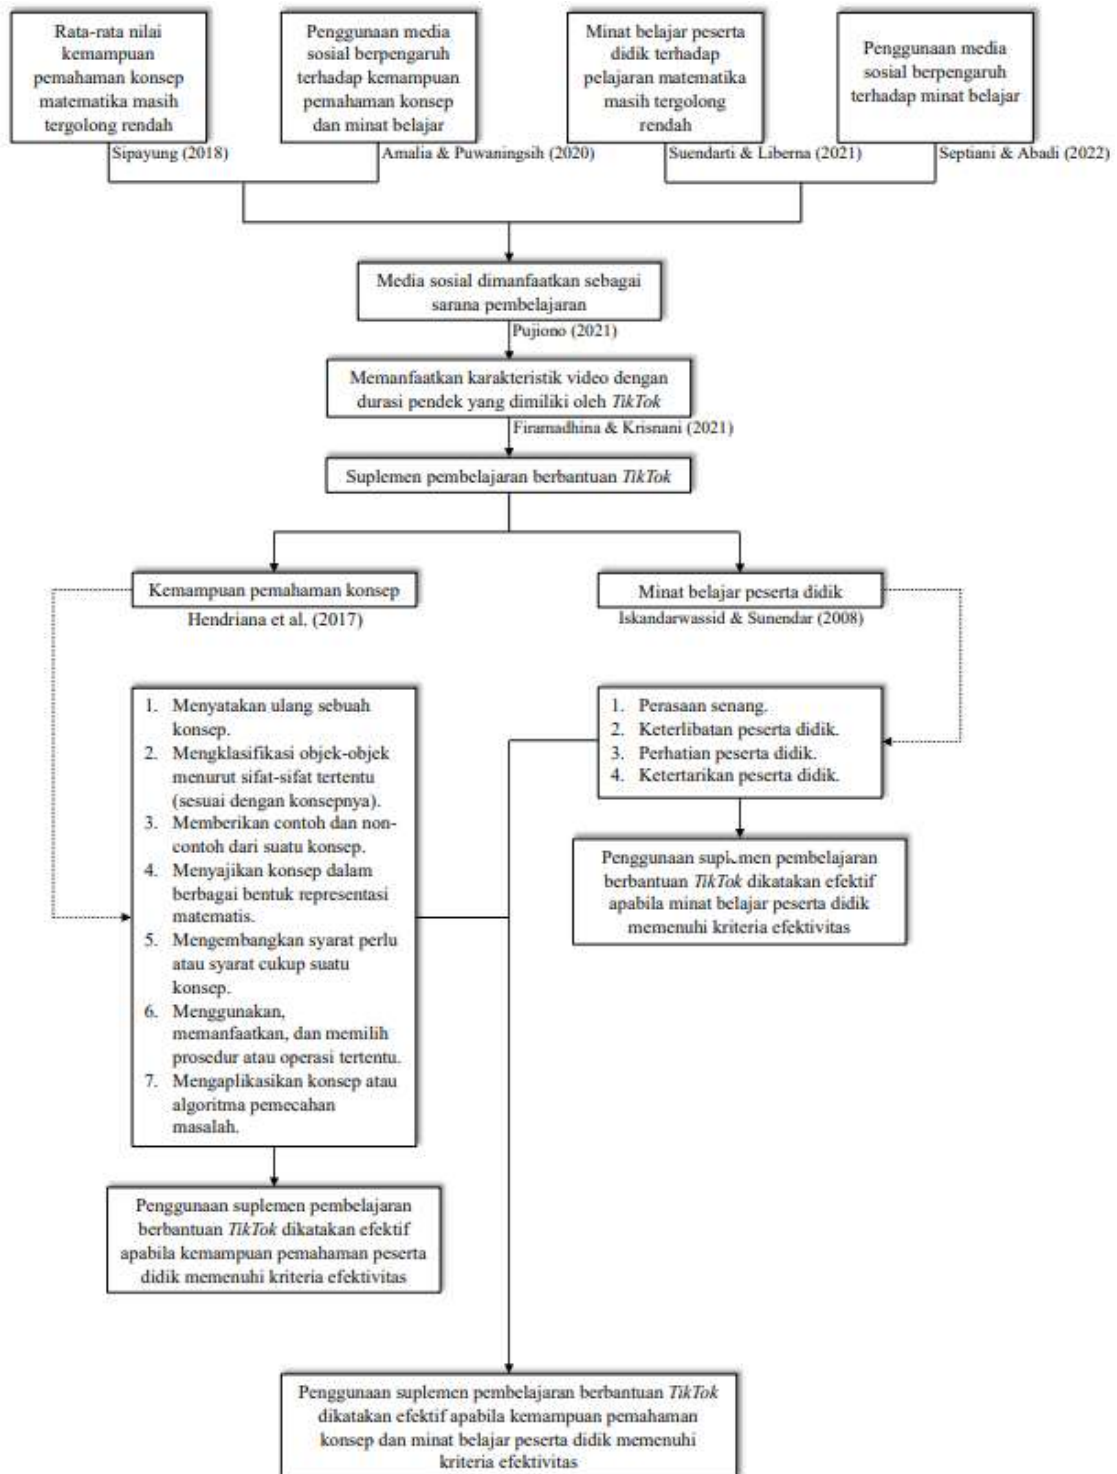 Rata-rata nilai
kemampuan
pemahaman konsep
matematika masih
tergolong rendah
Sipayung (2018)
Penggunaan media
sosial berpengaruh
terhadap kemampuan
pemahaman konsep
dan minat belajar
Amalia & Puwaningsih (2020)
Minat belajar peserta
didik terhadap
pelajaran matematika
masih tergolong
rendah
Suendarti & Liberna (2021)
Penggunaan media
sosial berpengaruh
terhadap minat belajar
Septiani & Abadi (2022)
Media sosial dimanfaatkan sebagai
sarana pembelajaran
Pujiono (2021)
Memanfaatkan karakteristik video dengan
durasi pendek yang dimiliki oleh TikTok
Firamadhina & Krisnani (2021)
Suplemen pembelajaran berbantuan TikTok
Kemampuan pemahaman konsep
Hendriana et al. (2017)
Minat belajar peserta didik
Iskandarwassid & Sunendar (2008)
1. Menyatakan ulang sebuah
konsep.
2. Mengklasifikasi objek-objek
menurut sifat-sifat tertentu
(sesuai dengan konsepnya).
3. Memberikan contoh dan non-
contoh dari suatu konsep.
4. Menyajikan konsep dalam
berbagai bentuk representasi
matematis.
5. Mengembangkan syarat perlu
atau syarat cukup suatu
konsep.
6. Menggunakan,
memanfaatkan, dan memilih
prosedur atau operasi tertentu.
7. Mengaplikasikan konsep atau
algoritma pemecahan
masalah.
1. Perasaan senang.
2. Keterlibatan peserta didik.
3. Perhatian peserta didik.
4. Ketertarikan peserta didik.
Penggunaan suplemen pembelajaran
berbantuan TikTok dikatakan efektif
apabila minat belajar peserta didik
memenuhi kriteria efektivitas
Penggunaan suplemen pembelajaran
berbantuan TikTok dikatakan efektif
apabila kemampuan pemahaman peserta
didik memenuhi kriteria efektivitas
Penggunaan suplemen pembelajaran berbantuan TikTok
dikatakan efektif apabila kemampuan pemahaman
konsep dan minat belajar peserta didik memenuhi
kriteria efektivitas